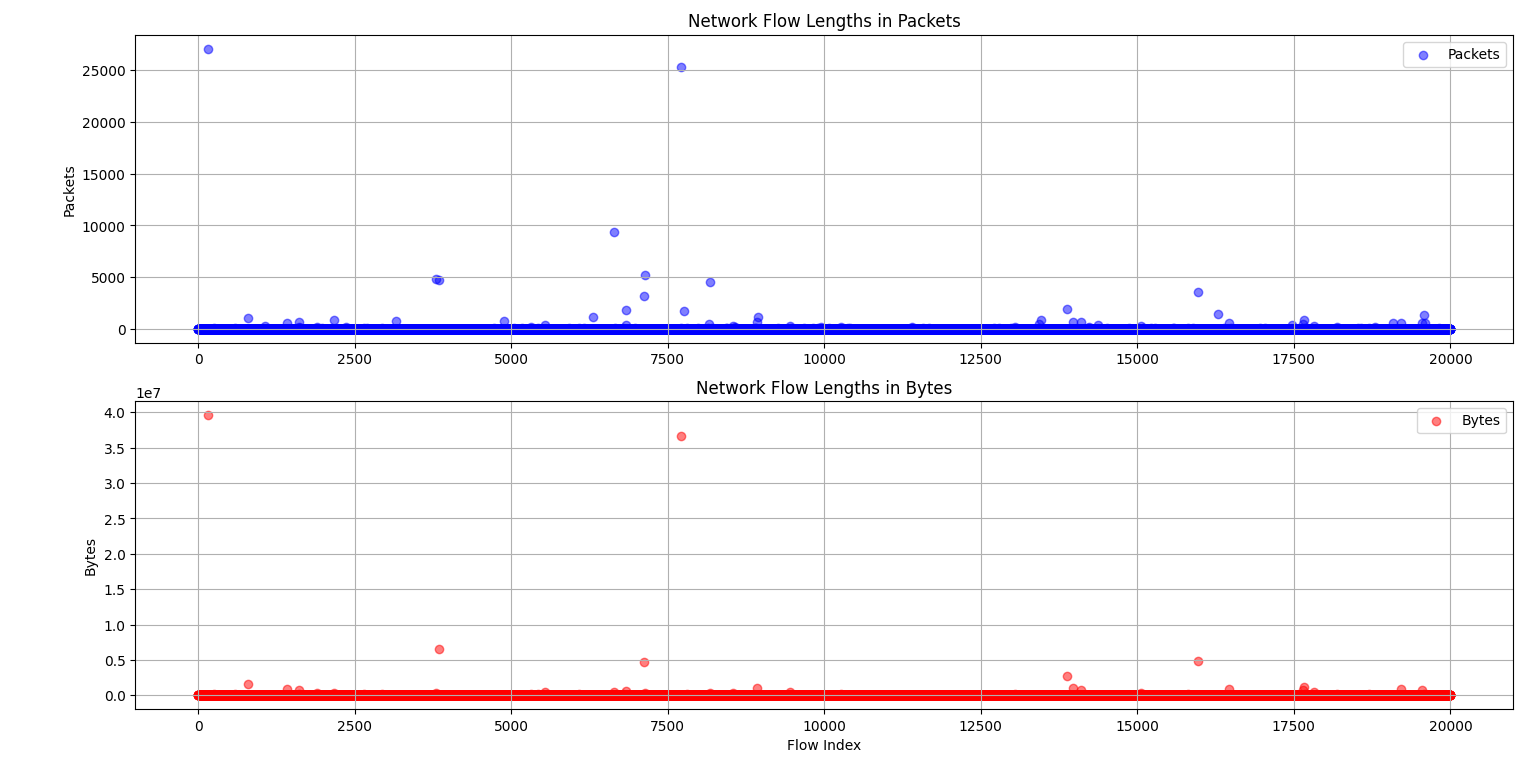 Network Flow Lengths in Packets
Packets
25000
20000
15000
10000
5000
0
Packets
0 2500 5000 7500 10000 12500 15000 17500 20000
Network Flow Lengths in Bytes
1e7
Bytes
4.0
3.5
3.0
2.5
2.0
1.5
1.0
0.5
0.0
Bytes
0 2500 5000 7500 10000 12500 15000 17500 20000
Flow Index